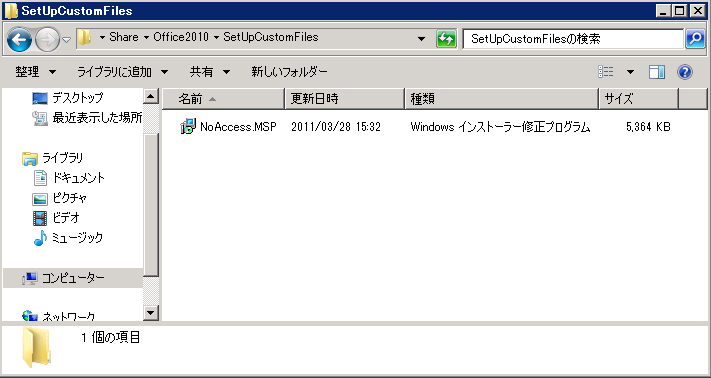 SetUpCustomFiles
Share Office2010 SetUpCustomFiles
SetUpCustomFilesの検索
整理 ライブラリに追加 共有 新しいフォルダー
名前 更新日時 種類 サイズ
デスクトップ
最近表示した場所
NoAccess.MSP 2011/03/28 15:32 Windows インストーラー修正プログラム 5,364 KB
ライブラリ
ドキュメント
ピクチャ
ビデオ
ミュージック
コンピューター
ネットワーク
1 個の項目